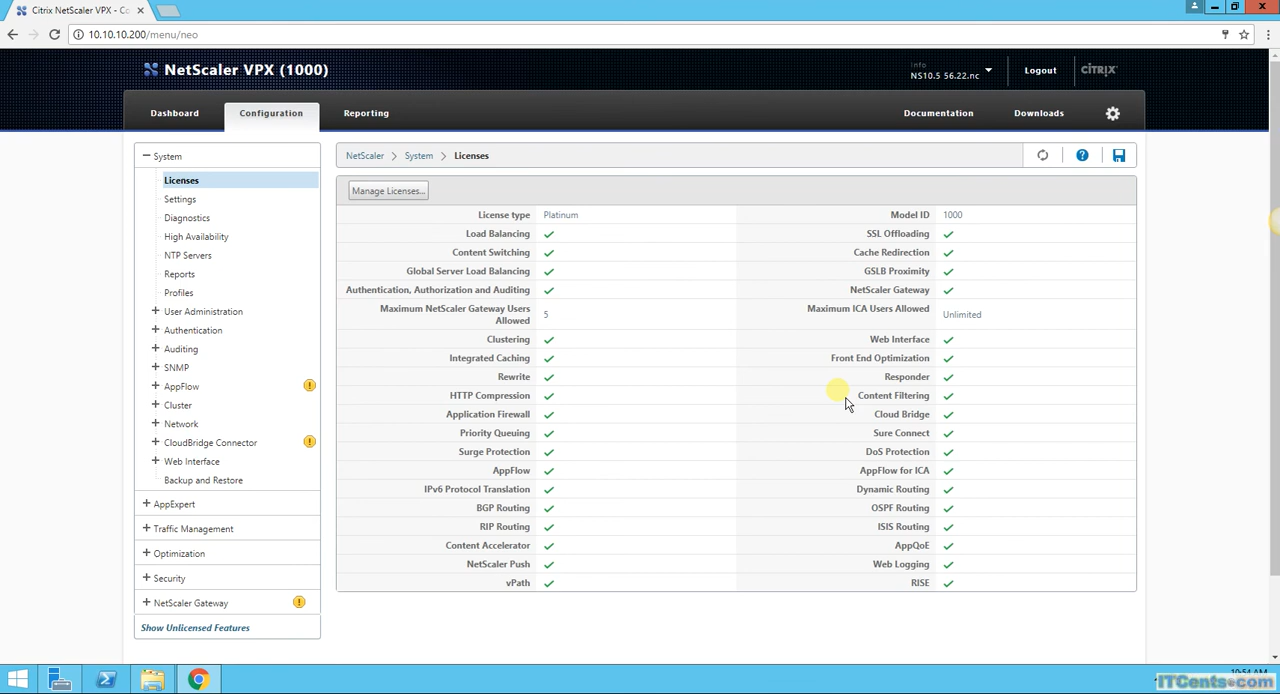 Citrix NetScaler VPX - Co
10.10.10.200/menu/neo
NetScaler VPX (1000)
Info
NS10.5 56.22.nc
Logout
CITRIX
Dashboard
Configuration
Reporting
Documentation
Downloads
System
Licenses
Settings
Diagnostics
High Availability
NTP Servers
Reports
Profiles
User Administration
Authentication
Auditing
SNMP
AppFlow
Cluster
Network
CloudBridge Connector
Web Interface
Backup and Restore
AppExpert
Traffic Management
Optimization
Security
NetScaler Gateway
Show Unlicensed Features
NetScaler > System > Licenses
Manage Licenses...
License type Platinum Model ID 1000
Load Balancing SSL Offloading
Content Switching Cache Redirection
Global Server Load Balancing GSLB Proximity
Authentication, Authorization and Auditing NetScaler Gateway
Maximum NetScaler Gateway Users
Allowed
5
Maximum ICA Users Allowed
Unlimited
Clustering Web Interface
Integrated Caching Front End Optimization
Rewrite Responder
HTTP Compression Content Filtering
Application Firewall Cloud Bridge
Priority Queuing Sure Connect
Surge Protection DoS Protection
AppFlow AppFlow for ICA
IPv6 Protocol Translation Dynamic Routing
BGP Routing OSPF Routing
RIP Routing ISIS Routing
Content Accelerator AppQoE
NetScaler Push Web Logging
vPath RISE
10:54 AM
ITCents.com